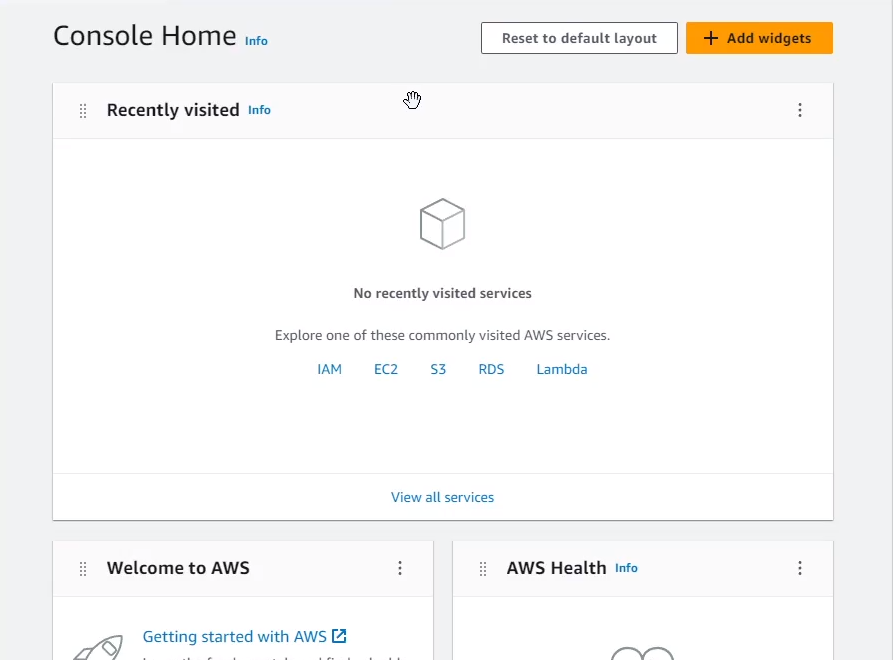 Console Home Info
Reset to default layout
Add widgets
Recently visited Info
No recently visited services
Explore one of these commonly visited AWS services.
IAM EC2 S3 RDS Lambda
View all services
Welcome to AWS
AWS Health Info
Getting started with AWS